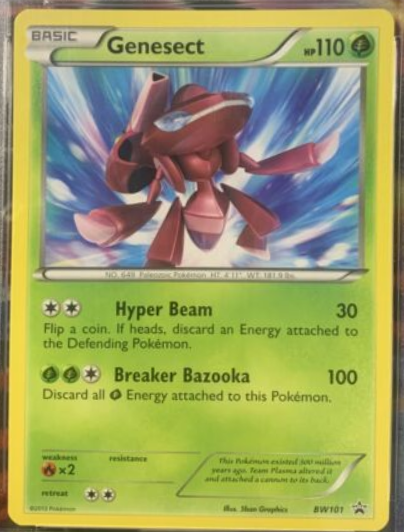 BASIC
Genesect
HP110
NO. 649 Paleozoic Pokémon HT: 4'11" WT: 181.9 lbs.
Hyper Beam 30
Flip a coin. If heads, discard an Energy attached to
the Defending Pokémon.
Breaker Bazooka 100
Discard all Energy attached to this Pokémon.
weakness resistance
×2
retreat
This Pokémon existed 300 million
years ago. Team Plasma altered it
and attached a cannon to its back.
©2013 Pokémon Illus. 5ban Graphics BW101